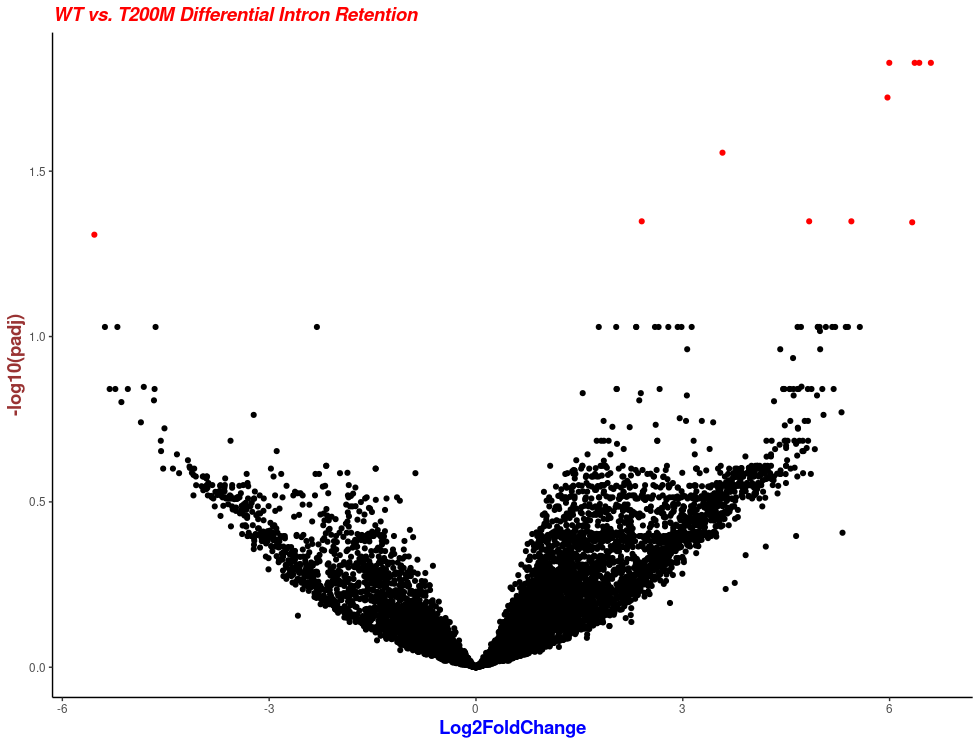 WT vs. T200M Differential Intron Retention
-log10(padj)
1.5
1.0
0.5
0.0
-6 -3 0 3 6
Log2FoldChange